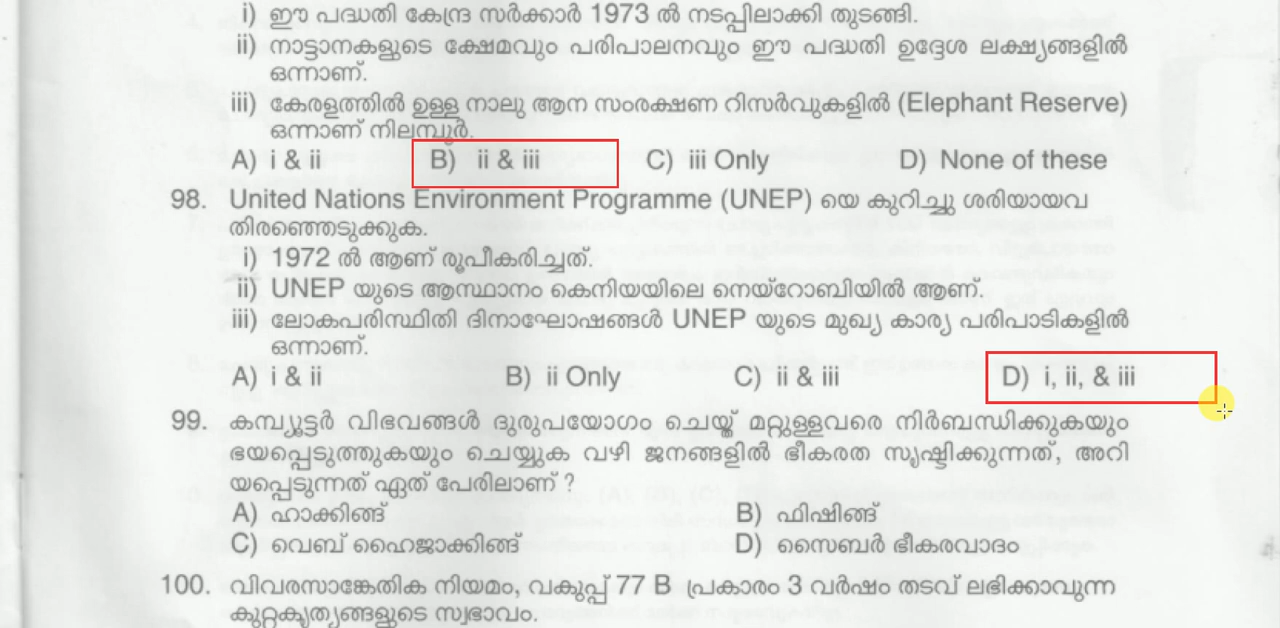 i) ഈ പദ്ധതി കേന്ദ്ര സർക്കാർ 1973 ൽ നടപ്പിലാക്കി തുടങ്ങി.
ii) നാട്ടാനകളുടെ ക്ഷേമവും പരിപാലനവും ഈ പദ്ധതി ഉദ്ദേശ ലക്ഷ്യങ്ങളിൽ
ഒന്നാണ്.
iii) കേരളത്തിൽ ഉള്ള നാലു ആന സംരക്ഷണ റിസർവുകളിൽ (Elephant Reserve)
ഒന്നാണ് നിലമ്പൂർ.
A) i & ii B) ii & iii C) iii Only D) None of these
98. United Nations Environment Programme (UNEP) യെ കുറിച്ചു ശരിയായവ
തിരഞ്ഞെടുക്കുക.
i) 1972 ൽ ആണ് രൂപീകരിച്ചത്.
ii) UNEP യുടെ ആസ്ഥാനം കെനിയയിലെ നെയ്റോബിയിൽ ആണ്.
iii) ലോകപരിസ്ഥിതി ദിനാഘോഷങ്ങൾ UNEP യുടെ മുഖ്യ കാര്യ പരിപാടികളിൽ
ഒന്നാണ്.
A) i & ii B) ii Only C) ii & iii D) i, ii, & iii
99. കമ്പ്യൂട്ടർ വിഭവങ്ങൾ ദുരുപയോഗം ചെയ്ത് മറ്റുള്ളവരെ നിർബന്ധിക്കുകയും
ഭയപ്പെടുത്തുകയും ചെയ്യുക വഴി ജനങ്ങളിൽ ഭീകരത സൃഷ്ടിക്കുന്നത്, അറി
യപ്പെടുന്നത് ഏത് പേരിലാണ് ?
A) ഹാക്കിങ്ങ് B) ഫിഷിങ്ങ്
C) വെബ് ഹൈജാക്കിങ്ങ് D) സൈബർ ഭീകരവാദം
100. വിവരസാങ്കേതിക നിയമം, വകുപ്പ് 77 B പ്രകാരം 3 വർഷം തടവ് ലഭിക്കാവുന്ന
കുറ്റകൃത്യങ്ങളുടെ സ്വഭാവം.